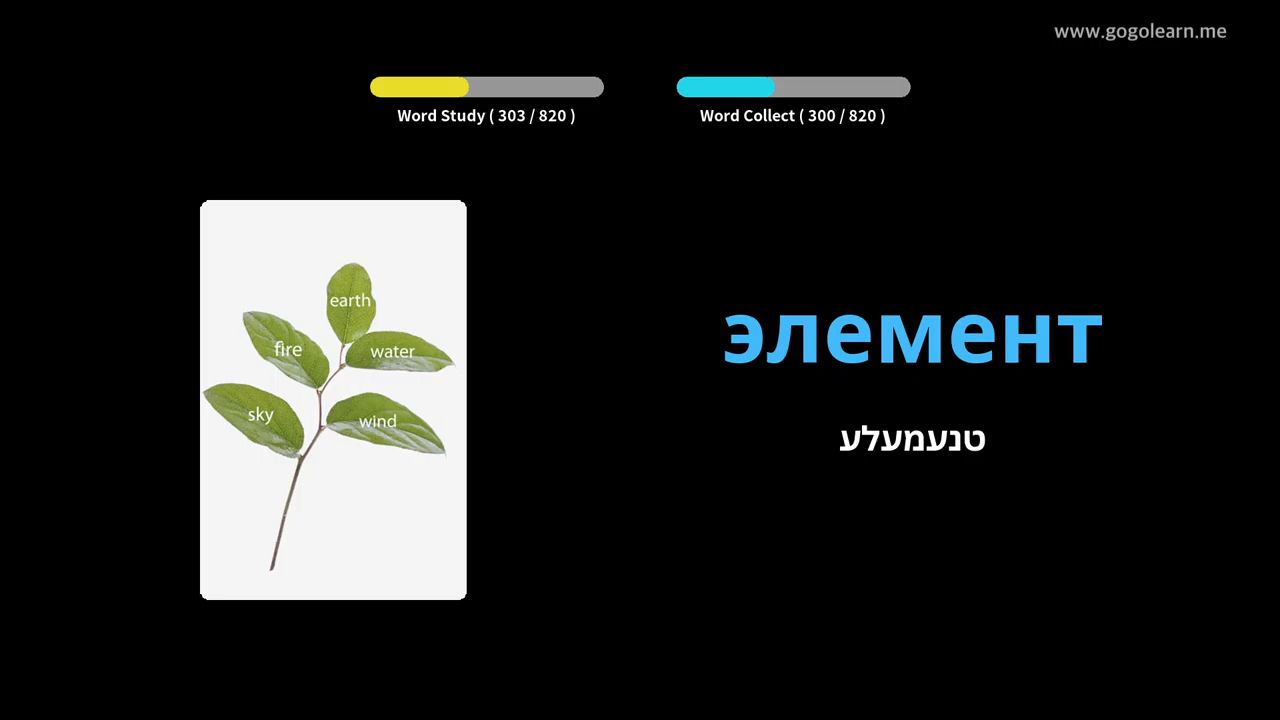 www.gogolearn.me
Word Study ( 303 / 820 )
Word Collect ( 300 / 820 )
earth
fire
water
sky
wind
элемент
טנעמעלע